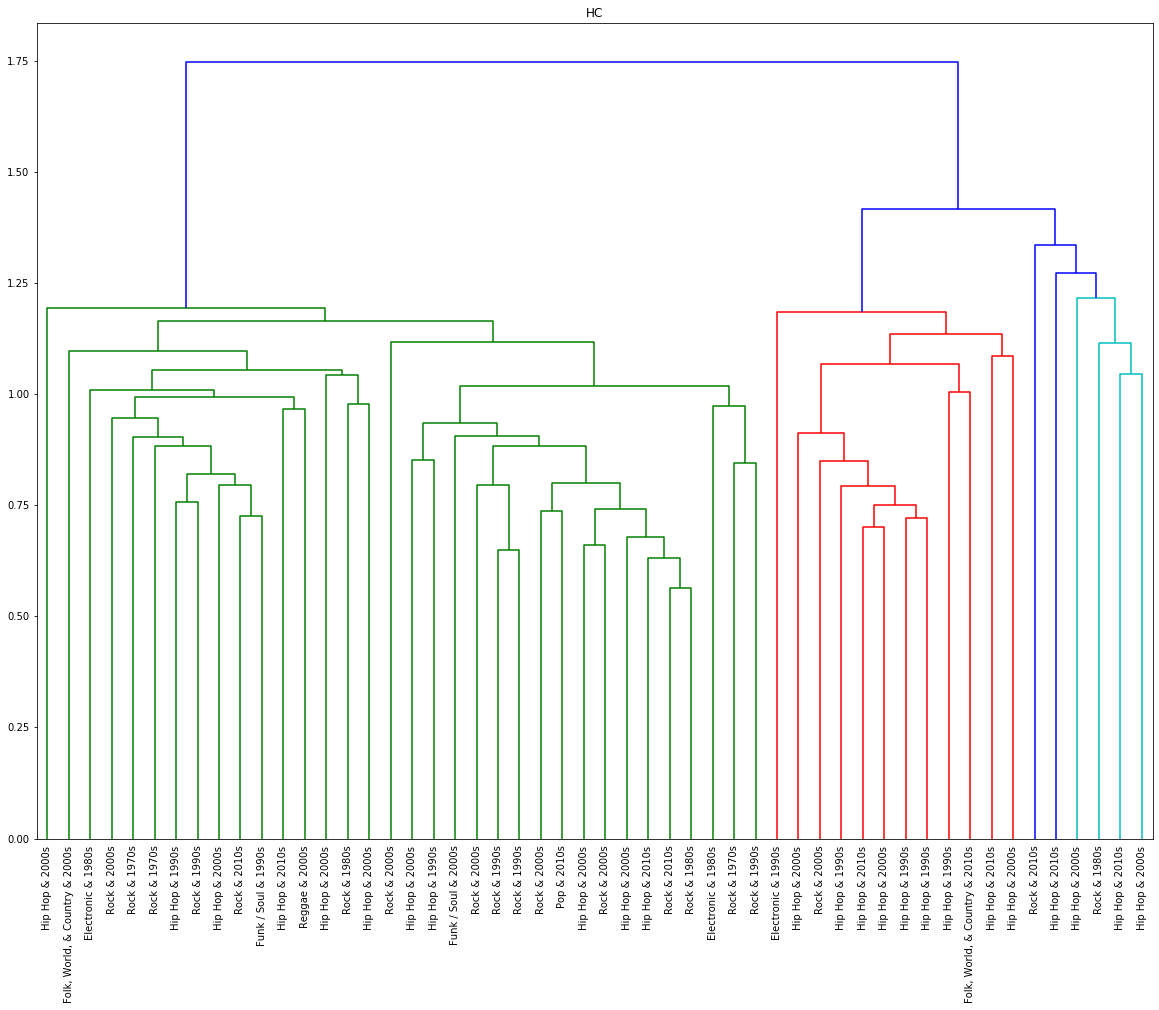 HC
1.75
1.50
1.25
1.00
0.75
0.50
0.25
0.00
Hip Hop & 2000s
Folk, World, & Country & 2000s
Electronic & 1980s
Rock & 2000s
Rock & 1970s
Rock & 1970s
Hip Hop & 1990s
Rock & 1990s
Hip Hop & 2000s
Rock & 2010s
Funk / Soul & 1990s
Hip Hop & 2010s
Reggae & 2000s
Hip Hop & 2000s
Rock & 1980s
Hip Hop & 2000s
Rock & 2000s
Hip Hop & 2000s
Hip Hop & 1990s
Funk / Soul & 2000s
Rock & 2000s
Rock & 1990s
Rock & 1990s
Rock & 2000s
Pop & 2010s
Hip Hop & 2000s
Rock & 2000s
Hip Hop & 2000s
Hip Hop & 2010s
Rock & 2010s
Rock & 1980s
Electronic & 1980s
Rock & 1970s
Rock & 1990s
Electronic & 1990s
Hip Hop & 2000s
Rock & 2000s
Hip Hop & 1990s
Hip Hop & 2010s
Hip Hop & 2000s
Hip Hop & 1990s
Hip Hop & 1990s
Hip Hop & 1990s
Folk, World, & Country & 2010s
Hip Hop & 2010s
Hip Hop & 2000s
Rock & 2010s
Hip Hop & 2010s
Hip Hop & 2000s
Rock & 1980s
Hip Hop & 2010s
Hip Hop & 2000s